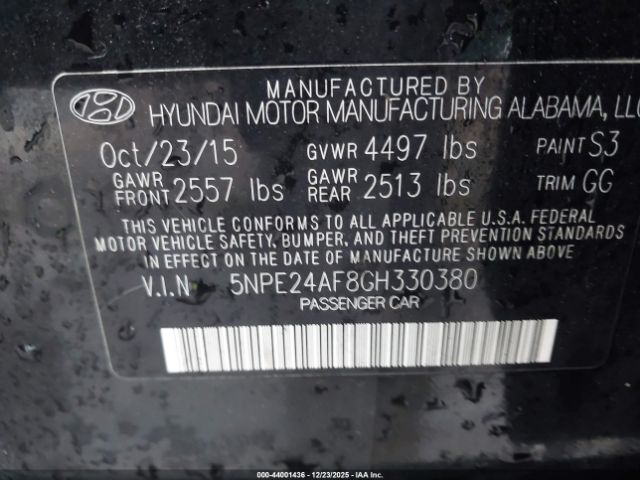 MANUFACTURED BY
HYUNDAI MOTOR MANUFACTURING ALABAMA, LLC
Oct/23/15 GVWR 4497 lbs PAINT S3
GAWR FRONT 2557 lbs GAWR REAR 2513 lbs TRIM GG
THIS VEHICLE CONFORMS TO ALL APPLICABLE U.S.A. FEDERAL
MOTOR VEHICLE SAFETY, BUMPER, AND THEFT PREVENTION STANDARDS
IN EFFECT ON THE DATE OF MANUFACTURE SHOWN ABOVE
V.I.N 5NPE24AF8GH330380
PASSENGER CAR
000-44001436 - 12/23/2025 - IAA Inc.